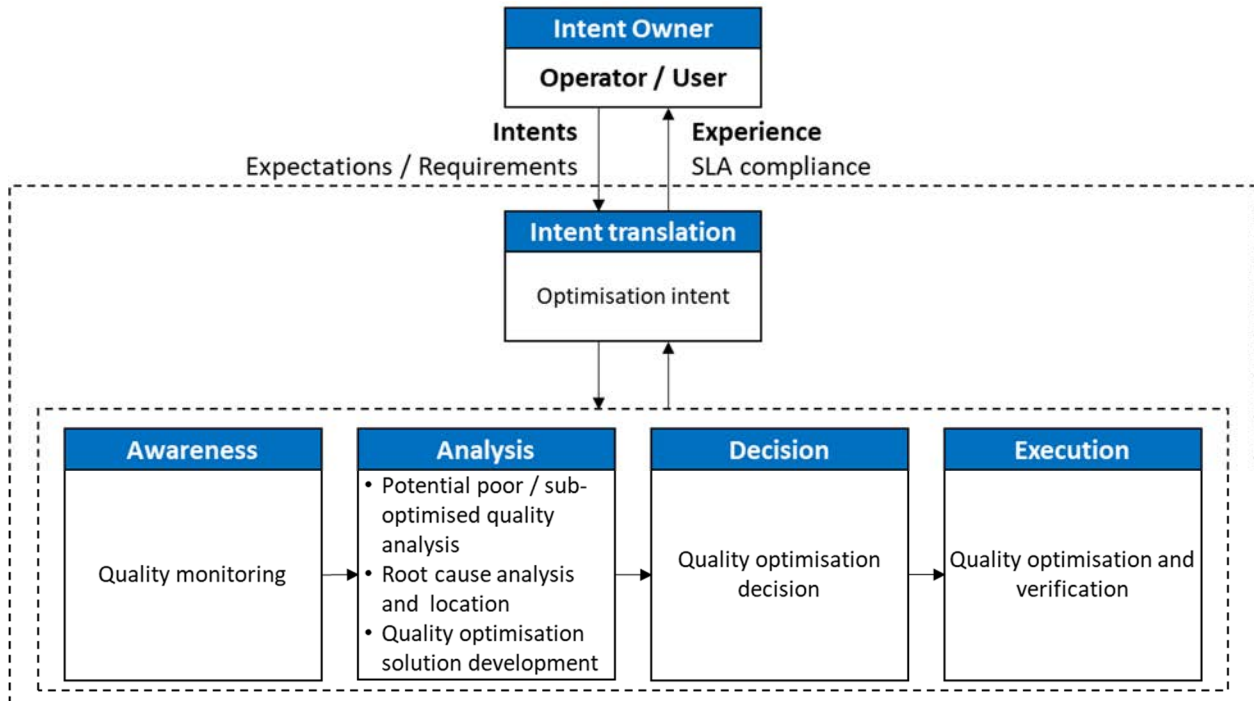 Intent Owner
Operator / User
Intents
Expectations / Requirements
Experience
SLA compliance
Intent translation
Optimisation intent
Awareness
Quality monitoring
Analysis
• Potential poor / sub-
optimised quality
analysis
• Root cause analysis
and location
• Quality optimisation
solution development
Decision
Quality optimisation
decision
Execution
Quality optimisation and
verification